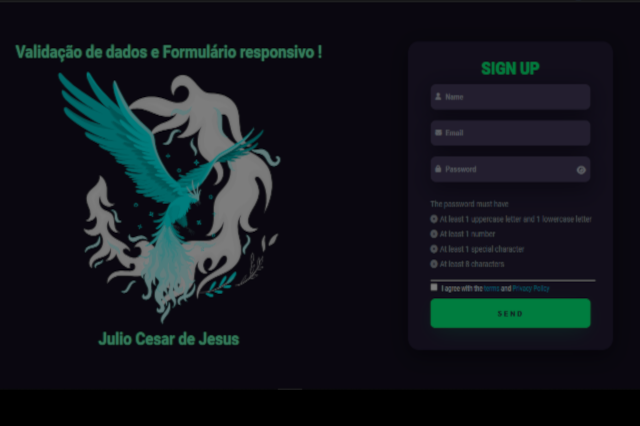 Validação de dados e Formulário responsivo !
Julio Cesar de Jesus
SIGN UP
Name
Email
Password
The password must have
At least 1 uppercase letter and 1 lowercase letter
At least 1 number
At least 1 special character
At least 8 characters
I agree with the terms and Privacy Policy
SEND